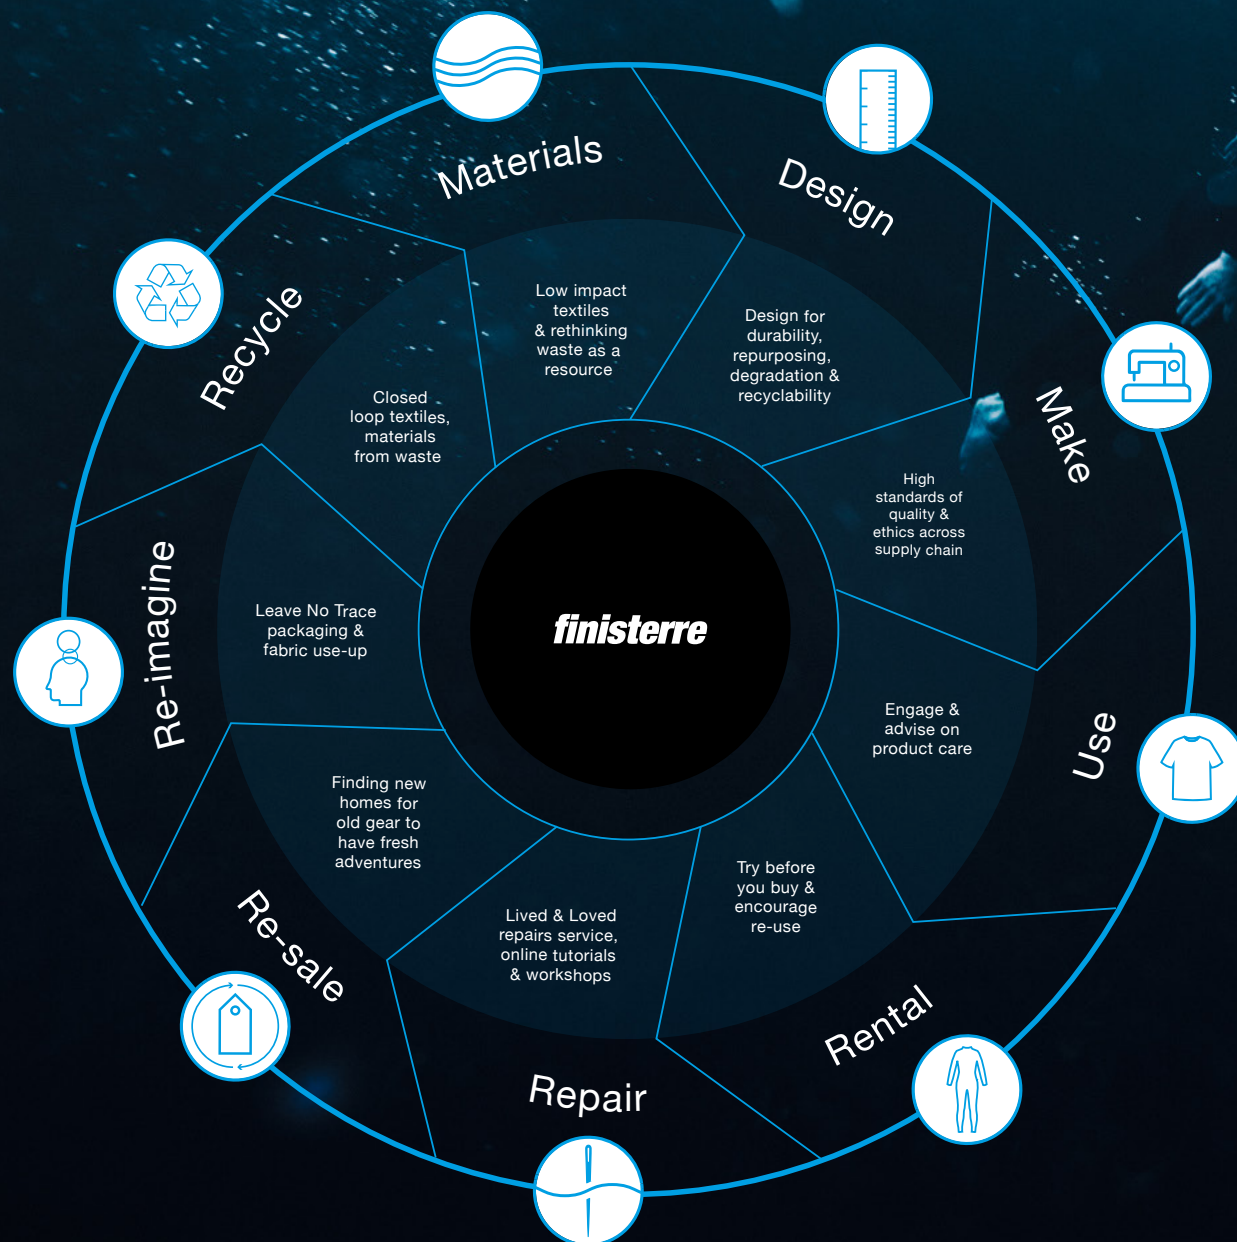 Materials
Low impact
textiles
& rethinking
waste as a
resource
Design
Design for
durability,
repurposing,
degradation &
recyclability
Make
High
standards of
quality &
ethics across
supply chain
Use
Engage &
advise on
product care
Rental
Try before
you buy &
encourage
re-use
Repair
Lived & Loved
repairs service,
online tutorials
& workshops
Re-sale
Finding new
homes for
old gear to
have fresh
adventures
Re-imagine
Leave No Trace
packaging &
fabric use-up
Recycle
Closed
loop textiles,
materials
from waste
finisterre